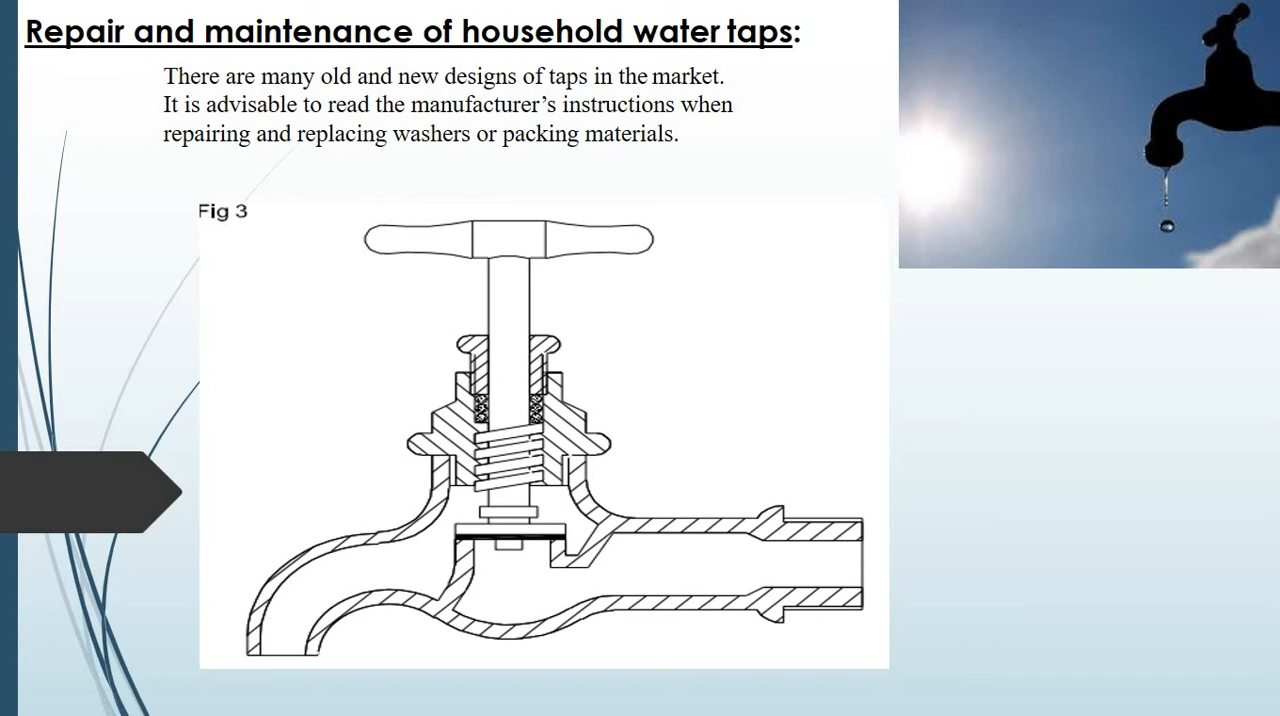 Repair and maintenance of household water taps:
There are many old and new designs of taps in the market.
It is advisable to read the manufacturer’s instructions when
repairing and replacing washers or packing materials.
Fig 3